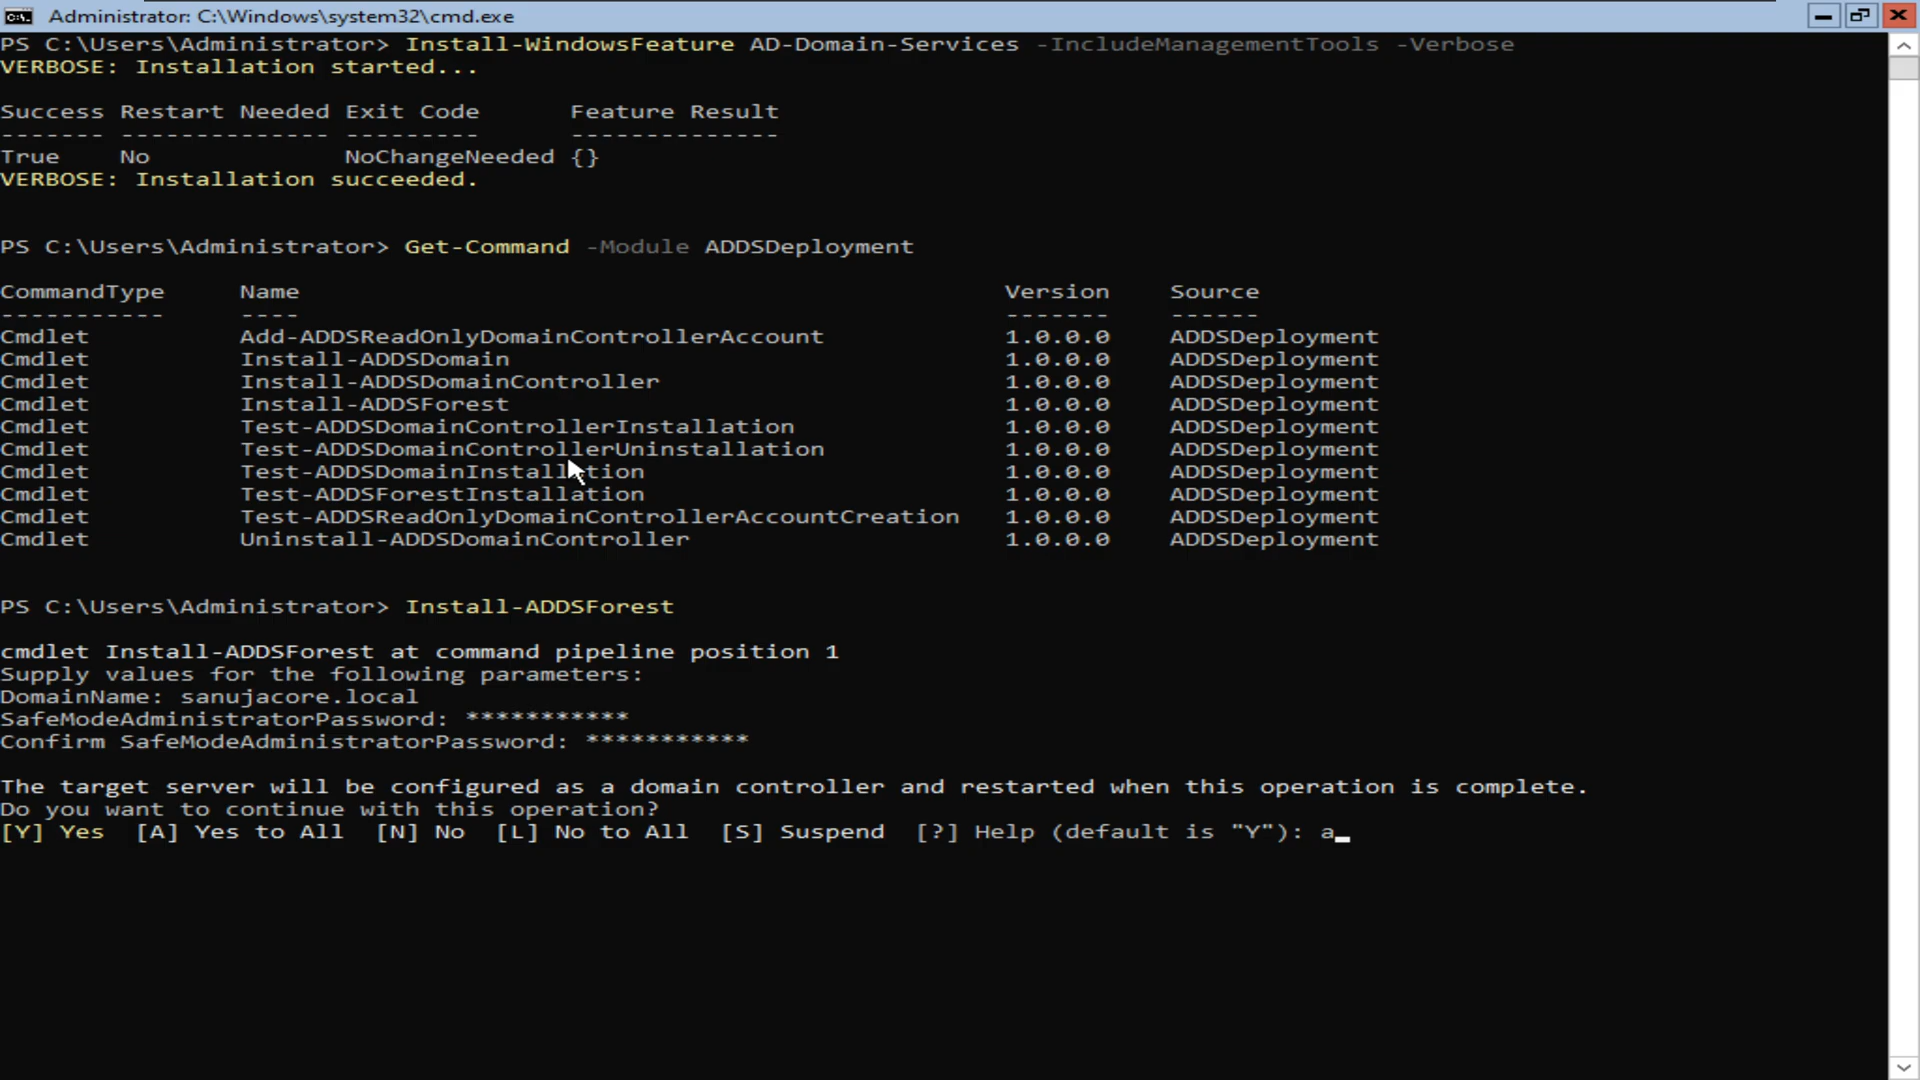 Administrator: C:\Windows\system32\cmd.exe
PS C:\Users\Administrator> Install-WindowsFeature AD-Domain-Services -IncludeManagementTools -Verbose
VERBOSE: Installation started...
Success Restart Needed Exit Code      Feature Result
------- -------------- ---------      --------------
True    No             NoChangeNeeded {}
VERBOSE: Installation succeeded.
PS C:\Users\Administrator> Get-Command -Module ADDSDeployment
CommandType     Name                                               Version    Source
-----------     ----                                               -------    ------
Cmdlet          Add-ADDSReadOnlyDomainControllerAccount            1.0.0.0    ADDSDeployment
Cmdlet          Install-ADDSDomain                                 1.0.0.0    ADDSDeployment
Cmdlet          Install-ADDSDomainController                       1.0.0.0    ADDSDeployment
Cmdlet          Install-ADDSForest                                 1.0.0.0    ADDSDeployment
Cmdlet          Test-ADDSDomainControllerInstallation              1.0.0.0    ADDSDeployment
Cmdlet          Test-ADDSDomainControllerUninstallation            1.0.0.0    ADDSDeployment
Cmdlet          Test-ADDSDomainInstallation                        1.0.0.0    ADDSDeployment
Cmdlet          Test-ADDSForestInstallation                        1.0.0.0    ADDSDeployment
Cmdlet          Test-ADDSReadOnlyDomainControllerAccountCreation   1.0.0.0    ADDSDeployment
Cmdlet          Uninstall-ADDSDomainController                     1.0.0.0    ADDSDeployment
PS C:\Users\Administrator> Install-ADDSForest
cmdlet Install-ADDSForest at command pipeline position 1
Supply values for the following parameters:
DomainName: sanujacore.local
SafeModeAdministratorPassword: ***********
Confirm SafeModeAdministratorPassword: ***********
The target server will be configured as a domain controller and restarted when this operation is complete.
Do you want to continue with this operation?
[Y] Yes  [A] Yes to All  [N] No  [L] No to All  [S] Suspend  [?] Help (default is "Y"): a